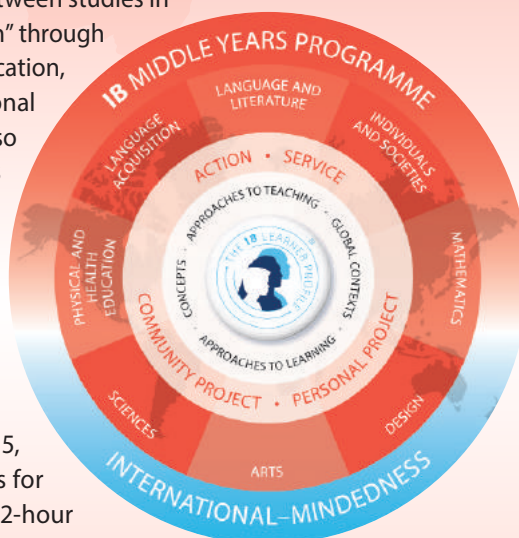 tween studies in
n" through
cation,
onal
so
5,
s for
2-hour
IB MIDDLE YEARS PROGRAMME
LANGUAGE AND
LITERATURE
INDIVIDUALS
AND SOCIETIES
MATHEMATICS
DESIGN
ARTS
SCIENCES
PHYSICAL AND
HEALTH
EDUCATION
LANGUAGE
ACQUISITION
ACTION • SERVICE
PERSONAL PROJECT
COMMUNITY PROJECT •
APPROACHES TO TEACHING ·
GLOBAL CONTEXTS ·
APPROACHES TO LEARNING ·
CONCEPTS ·
THE IB LEARNER PROFILE
®
INTERNATIONAL–MINDEDNESS